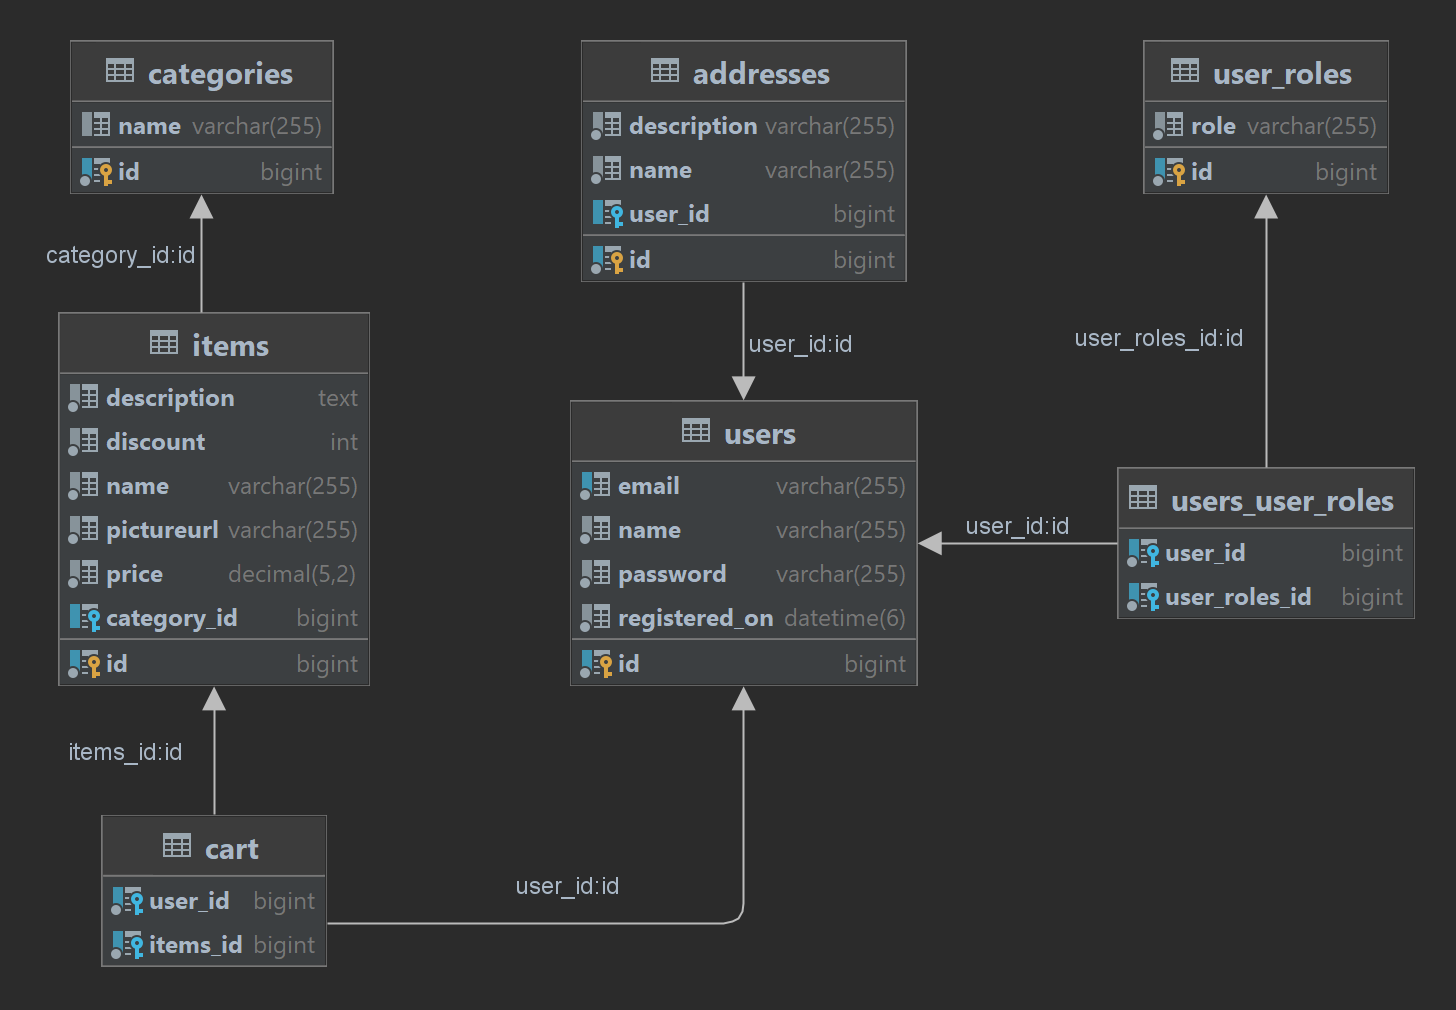 categories
name varchar(255)
id bigint
addresses
description varchar(255)
name varchar(255)
user_id bigint
id bigint
user_roles
role varchar(255)
id bigint
category_id:id
user_id:id
user_roles_id:id
items
description text
discount int
name varchar(255)
pictureurl varchar(255)
price decimal(5,2)
category_id bigint
id bigint
users
email varchar(255)
name varchar(255)
password varchar(255)
registered_on datetime(6)
id bigint
user_id:id
users_user_roles
user_id bigint
user_roles_id bigint
items_id:id
cart
user_id bigint
items_id bigint
user_id:id